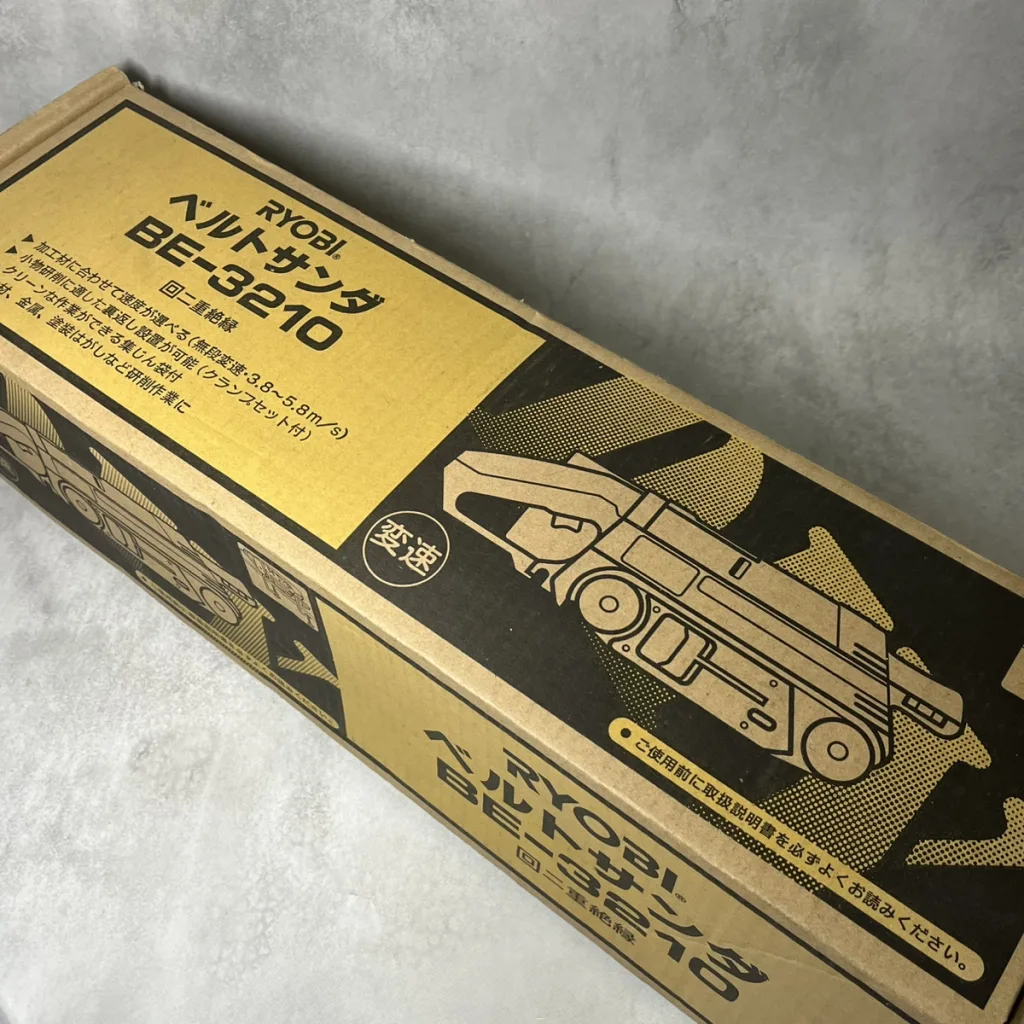 RYOBI®
ベルトサンダ
BE-3210
回二重絶縁
▶加工材に合わせて速度が選べる(無段変速:3.8～5.8m/s)
▶小物研削に適した裏返し設置が可能(クランプセット付)
クリーンな作業ができる集じん袋付
材、金属、塗装はがしなど研削作業に
変速
●ご使用前に取扱説明書を必ずよくお読みください。
RYOBI®
ベルトサンダ
BE-3210
回二重絶縁